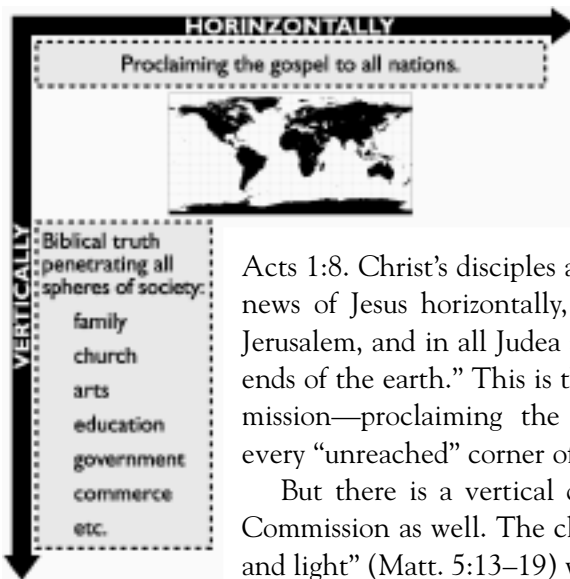 HORINZONTALLY
Proclaiming the gospel to all nations.
VERTICALLY
Biblical truth
penetrating all
spheres of society:
family
church
arts
education
government
commerce
etc.
Acts 1:8. Christ’s disciples a
news of Jesus horizontally,
Jerusalem, and in all Judea
ends of the earth.” This is t
mission—proclaiming the
every “unreached” corner of
But there is a vertical
Commission as well. The
and light” (Matt. 5:13–19) w